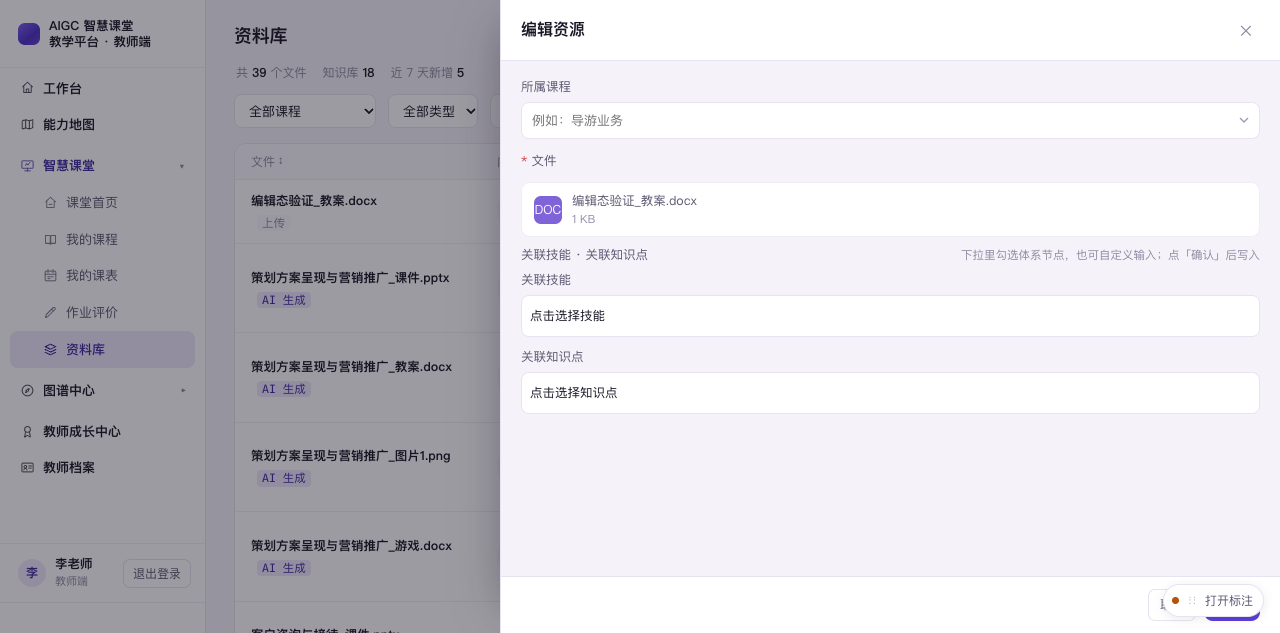 AIGC 智慧课堂
教学平台 · 教师端
工作台
能力地图
智慧课堂
课堂首页
我的课程
我的课表
作业评价
资料库
图谱中心
教师成长中心
教师档案
李
李老师
教师端
退出登录
资料库
共 39 个文件 知识库 18 近 7 天新增 5
全部课程 全部类型
文件
编辑态验证_教案.docx
上传
策划方案呈现与营销推广_课件.pptx
AI 生成
策划方案呈现与营销推广_教案.docx
AI 生成
策划方案呈现与营销推广_图片1.png
AI 生成
策划方案呈现与营销推广_游戏.docx
AI 生成
编辑资源
所属课程
例如：导游业务
* 文件
DOC
编辑态验证_教案.docx
1 KB
关联技能 · 关联知识点 下拉里勾选体系节点，也可自定义输入；点「确认」后写入
关联技能
点击选择技能
关联知识点
点击选择知识点
打开标注